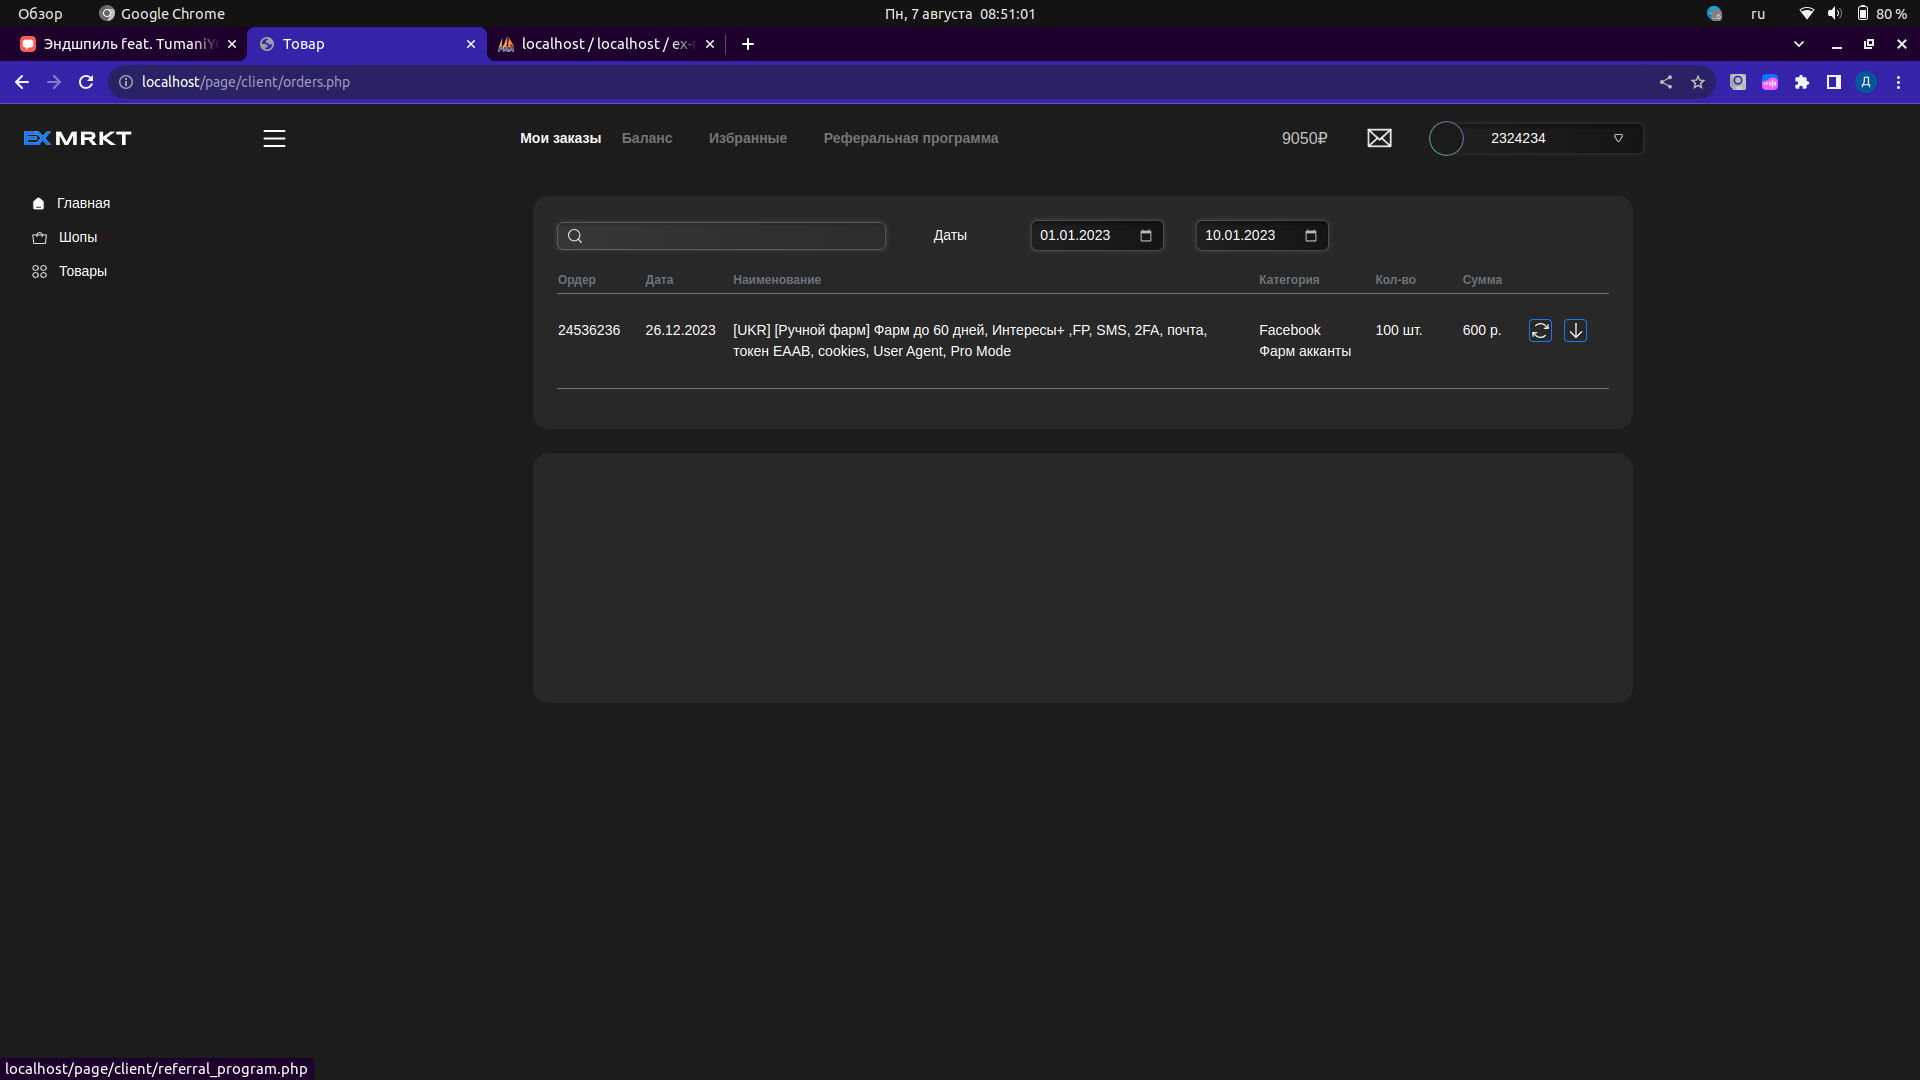 Обзор
Google Chrome
Пн, 7 августа 08:51:01
ru
80 %
Эндшпиль feat. TumaniY
Товар
localhost / localhost / ex-
localhost/page/client/orders.php
Д
EX MRKT
Мои заказы
Баланс
Избранные
Реферальная программа
9050₽
2324234
Главная
Шопы
Товары
Даты
01.01.2023
10.01.2023
Ордер
Дата
Наименование
Категория
Кол-во
Сумма
24536236
26.12.2023
[UKR] [Ручной фарм] Фарм до 60 дней, Интересы+ ,FP, SMS, 2FA, почта,
токен EAAB, cookies, User Agent, Pro Mode
Facebook
Фарм акканты
100 шт.
600 р.
localhost/page/client/referral_program.php